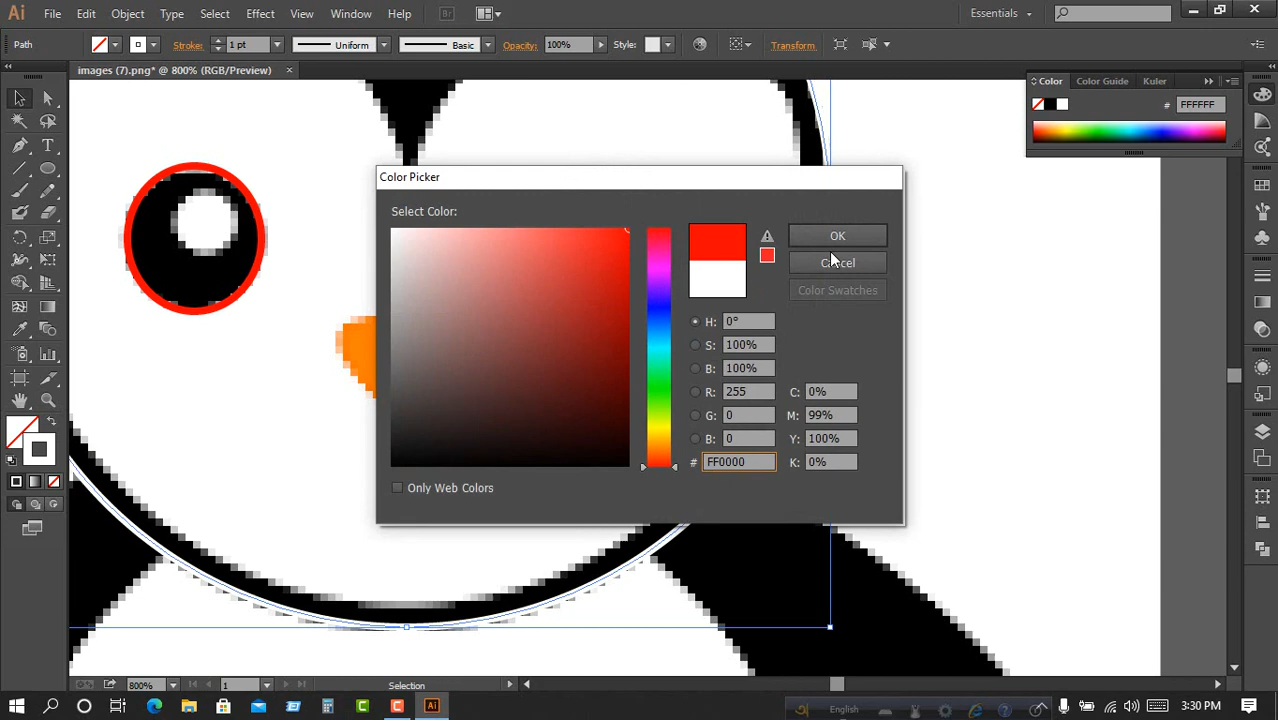 Ai File Edit Object Type Select Effect View Window Help Br Essentials
Path Stroke: 1 pt Uniform Basic Opacity: 100% Style: Transform
images (7).png* @ 800% (RGB/Preview)
Color Color Guide Kuler
# FFFFFF
Color Picker
Select Color:
OK
Cancel
Color Swatches
H: 0°
S: 100%
B: 100%
R: 255 C: 0%
G: 0 M: 99%
B: 0 Y: 100%
# FF0000 K: 0%
Only Web Colors
800% 1 Selection
Ai English 3:30 PM